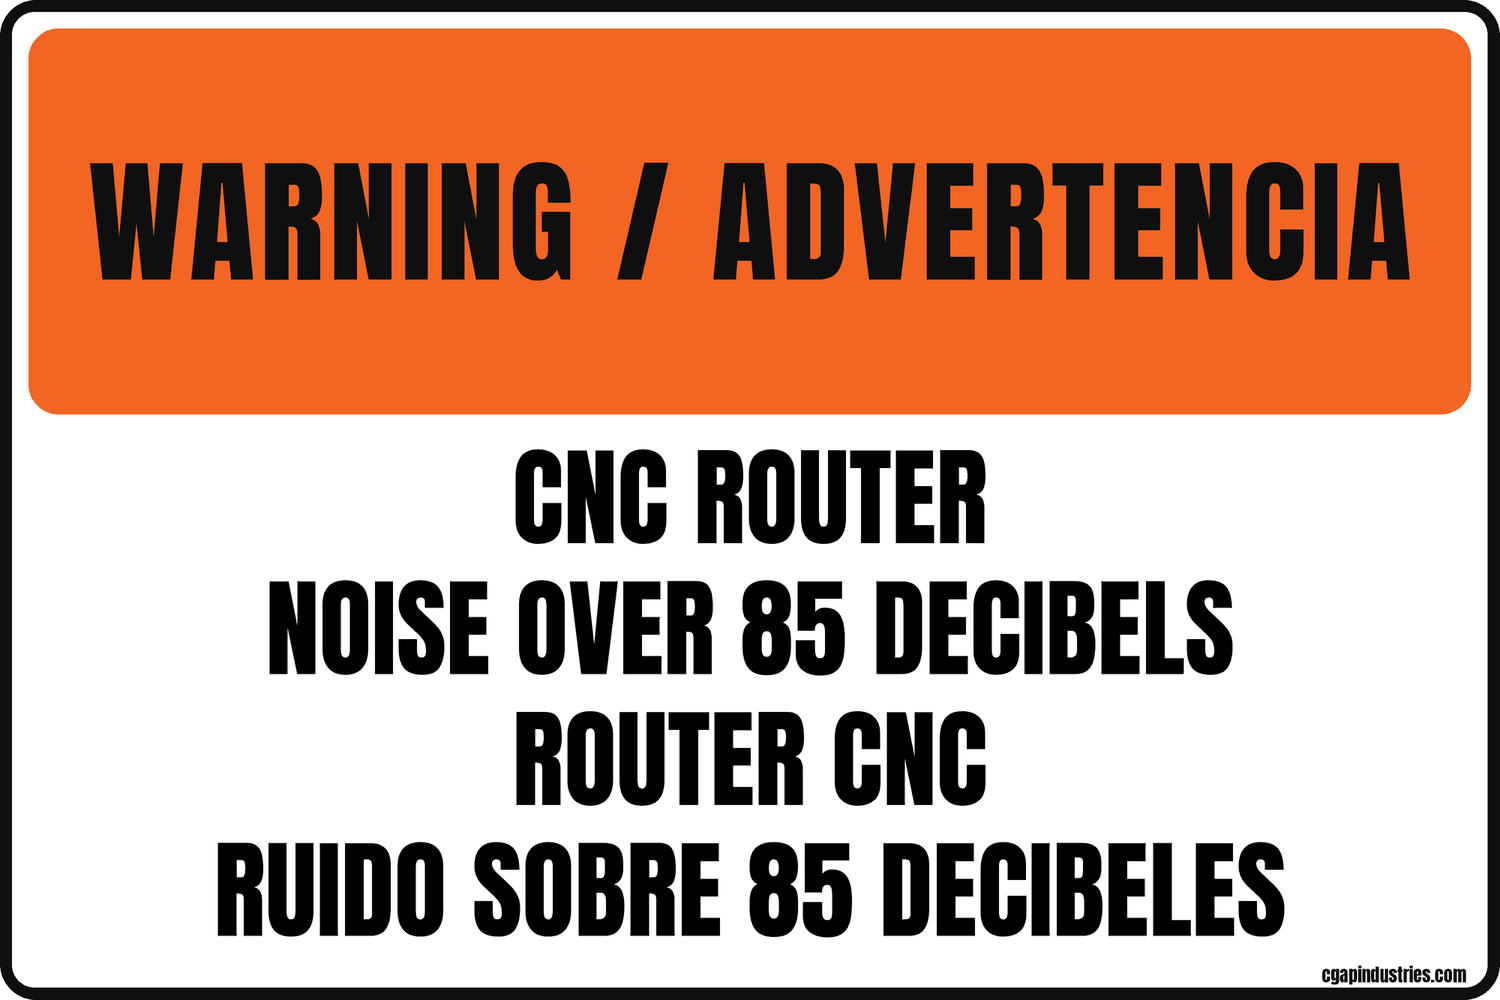 WARNING / ADVERTENCIA
CNC ROUTER
NOISE OVER 85 DECIBELS
ROUTER CNC
RUIDO SOBRE 85 DECIBELES
cgapindustries.com